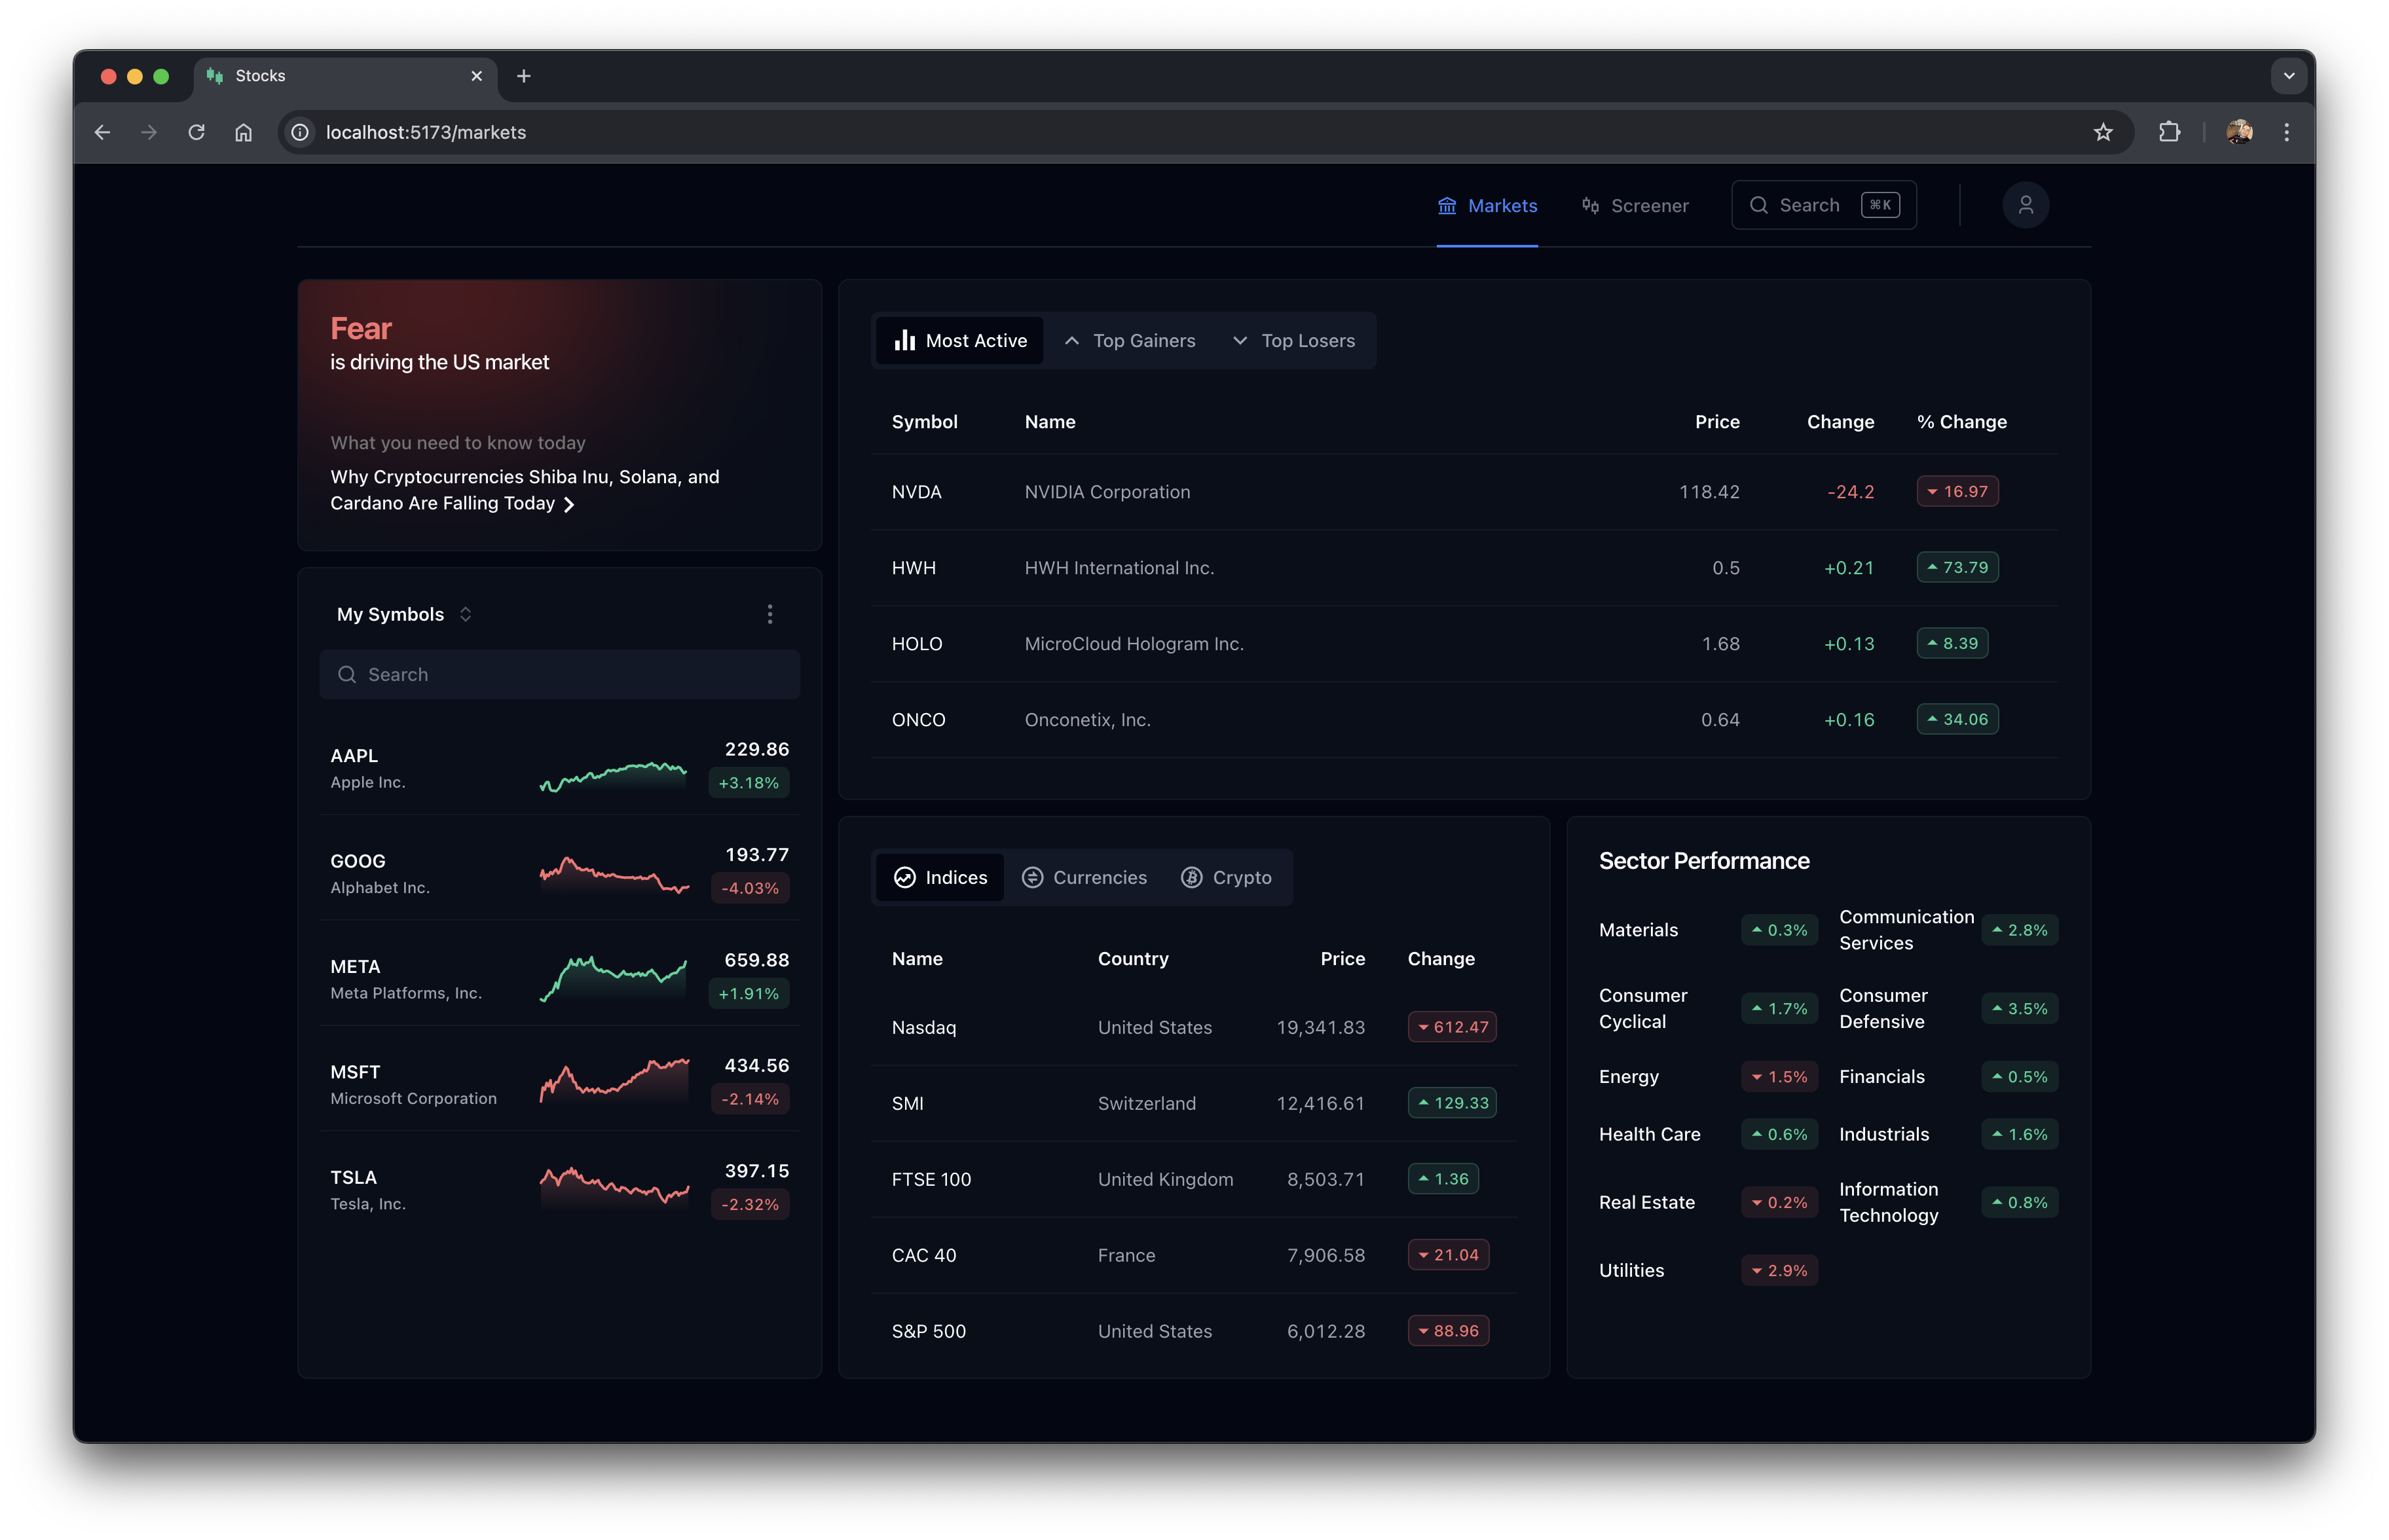 Stocks
localhost:5173/markets
Markets
Screener
Search ⌘K
Fear
is driving the US market
What you need to know today
Why Cryptocurrencies Shiba Inu, Solana, and
Cardano Are Falling Today
My Symbols
Search
AAPL 229.86
Apple Inc. +3.18%
GOOG 193.77
Alphabet Inc. -4.03%
META 659.88
Meta Platforms, Inc. +1.91%
MSFT 434.56
Microsoft Corporation -2.14%
TSLA 397.15
Tesla, Inc. -2.32%
Most Active Top Gainers Top Losers
Symbol Name Price Change % Change
NVDA NVIDIA Corporation 118.42 -24.2 16.97
HWH HWH International Inc. 0.5 +0.21 73.79
HOLO MicroCloud Hologram Inc. 1.68 +0.13 8.39
ONCO Onconetix, Inc. 0.64 +0.16 34.06
Indices Currencies Crypto
Name Country Price Change
Nasdaq United States 19,341.83 612.47
SMI Switzerland 12,416.61 129.33
FTSE 100 United Kingdom 8,503.71 1.36
CAC 40 France 7,906.58 21.04
S&P 500 United States 6,012.28 88.96
Sector Performance
Materials 0.3%
Communication
Services 2.8%
Consumer
Cyclical 1.7%
Consumer
Defensive 3.5%
Energy 1.5%
Financials 0.5%
Health Care 0.6%
Industrials 1.6%
Real Estate 0.2%
Information
Technology 0.8%
Utilities 2.9%